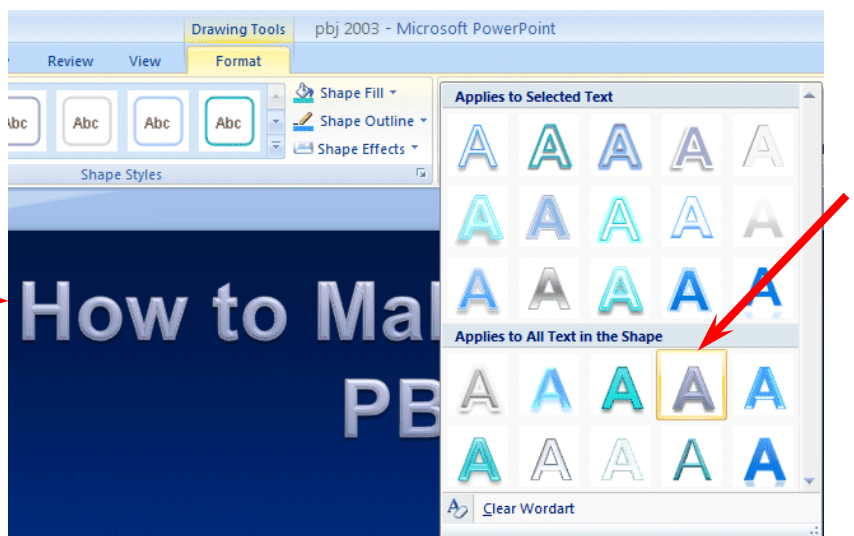 Drawing Tools pbj 2003 - Microsoft PowerPoint
Review View Format
Abc Abc Abc Abc
Shape Fill
Shape Outline
Shape Effects
Shape Styles
Applies to Selected Text
A A A A A
A A A A A
A A A A A
Applies to All Text in the Shape
A A A A A
A A A A A
Clear Wordart
How to
PB